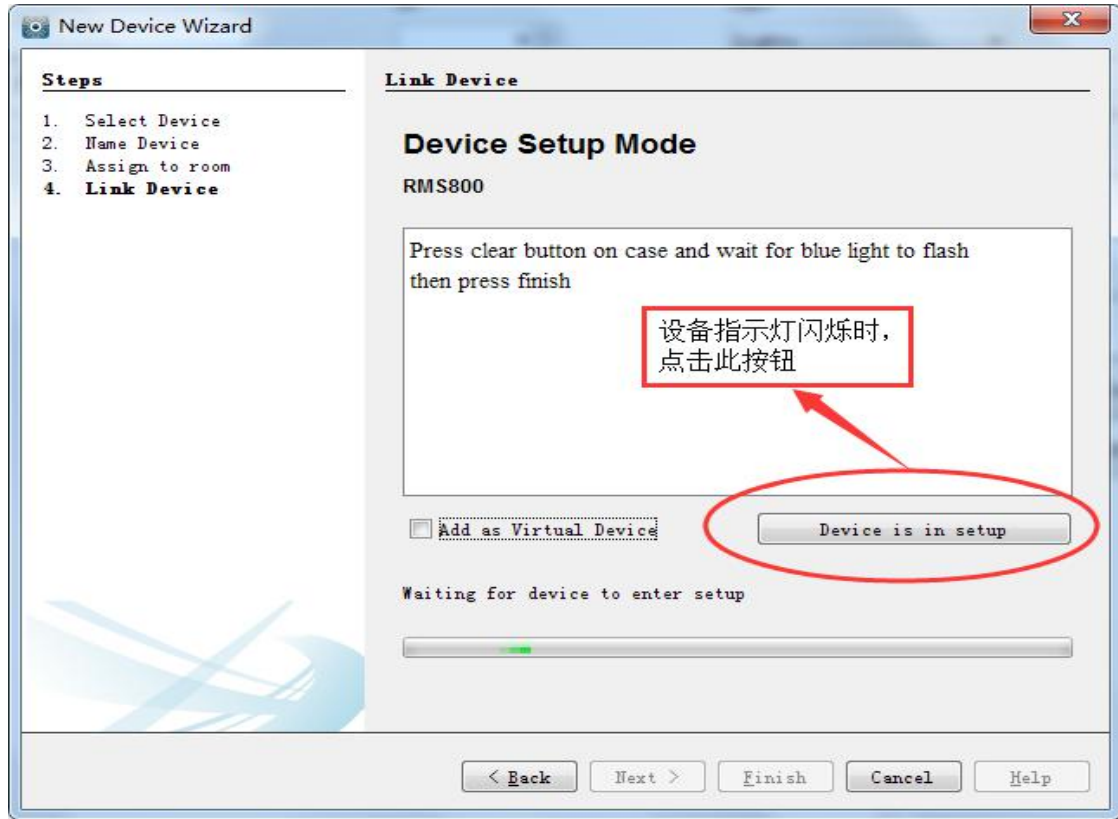 New Device Wizard
Steps
1. Select Device
2. Name Device
3. Assign to room
4. Link Device
Link Device
Device Setup Mode
RMS800
Press clear button on case and wait for blue light to flash
then press finish
设备指示灯闪烁时，
点击此按钮
Add as Virtual Device
Device is in setup
Waiting for device to enter setup
< Back
Next >
Finish
Cancel
Help